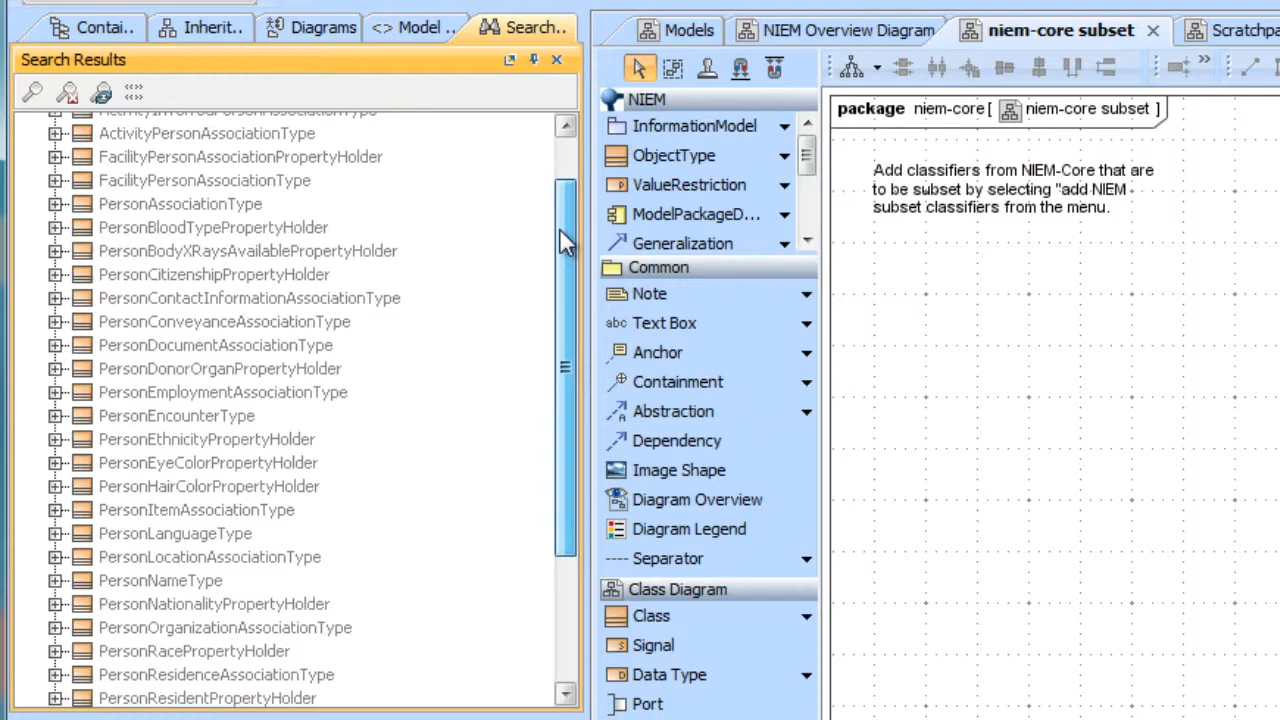 Contai..
Inherit..
Diagrams
Model ..
Search..
Search Results
ActivityPersonAssociationType
FacilityPersonAssociationPropertyHolder
FacilityPersonAssociationType
PersonAssociationType
PersonBloodTypePropertyHolder
PersonBodyXRaysAvailablePropertyHolder
PersonCitizenshipPropertyHolder
PersonContactInformationAssociationType
PersonConveyanceAssociationType
PersonDocumentAssociationType
PersonDonorOrganPropertyHolder
PersonEmploymentAssociationType
PersonEncounterType
PersonEthnicityPropertyHolder
PersonEyeColorPropertyHolder
PersonHairColorPropertyHolder
PersonItemAssociationType
PersonLanguageType
PersonLocationAssociationType
PersonNameType
PersonNationalityPropertyHolder
PersonOrganizationAssociationType
PersonRacePropertyHolder
PersonResidenceAssociationType
PersonResidentPropertyHolder
Models
NIEM Overview Diagram
niem-core subset
Scratchpa
NIEM
InformationModel
ObjectType
ValueRestriction
ModelPackageD...
Generalization
Common
Note
abc Text Box
Anchor
Containment
Abstraction
Dependency
Image Shape
Diagram Overview
Diagram Legend
Separator
Class Diagram
Class
Signal
Data Type
Port
package niem-core [ niem-core subset ]
Add classifiers from NIEM-Core that are
to be subset by selecting "add NIEM
subset classifiers from the menu.